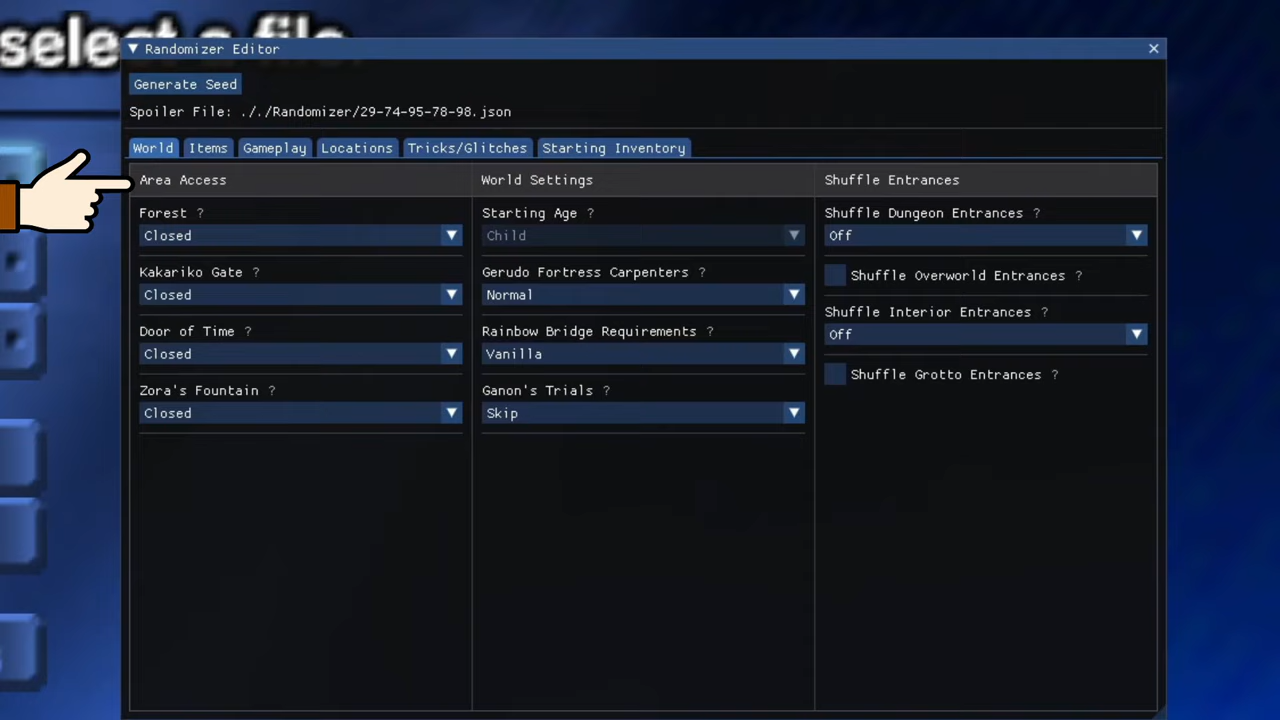 select a file.
Randomizer Editor
Generate Seed
Spoiler File: ././Randomizer/29-74-95-78-98.json
World Items Gameplay Locations Tricks/Glitches Starting Inventory
Area Access
Forest ?
Closed
Kakariko Gate ?
Closed
Door of Time ?
Closed
Zora's Fountain ?
Closed
World Settings
Starting Age ?
Child
Gerudo Fortress Carpenters ?
Normal
Rainbow Bridge Requirements ?
Vanilla
Ganon's Trials ?
Skip
Shuffle Entrances
Shuffle Dungeon Entrances ?
Off
Shuffle Overworld Entrances ?
Shuffle Interior Entrances ?
Off
Shuffle Grotto Entrances ?